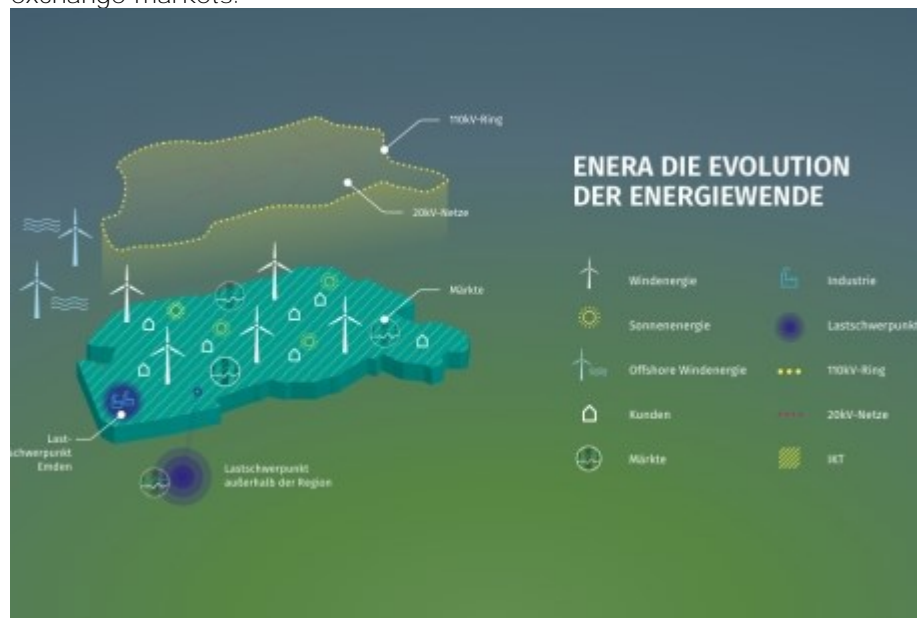 exchange markets.
110kV-Ring
ENERA DIE EVOLUTION
DER ENERGIEWENDE
20kV-Netze
Märkte
Windenergie
Industrie
Sonnenenergie
Lastschwerpunkt
Offshore Windenergie
110kV-Ring
Kunden
20kV-Netze
Märkte
IKT
Last-
schwerpunkt
Emden
Lastschwerpunkt
außerhalb der Region